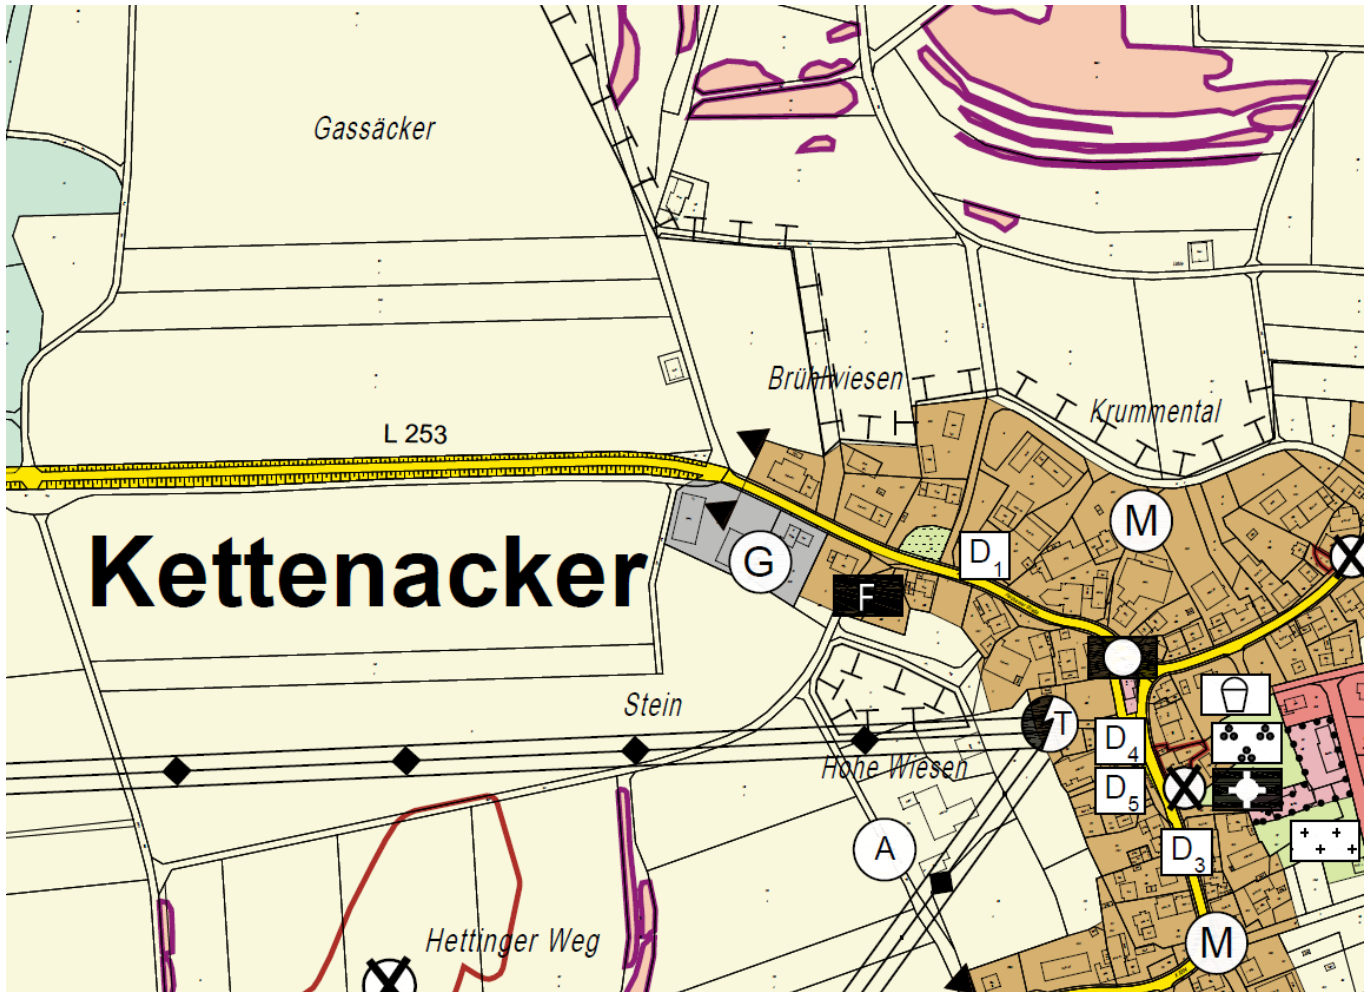 Gassäcker
Brühlwiesen
Krummental
L 253
M
D1
G
Kettenacker
F
Stein
T
D4
Hohe Wiesen
D5
A
D3
Hettinger Weg
M